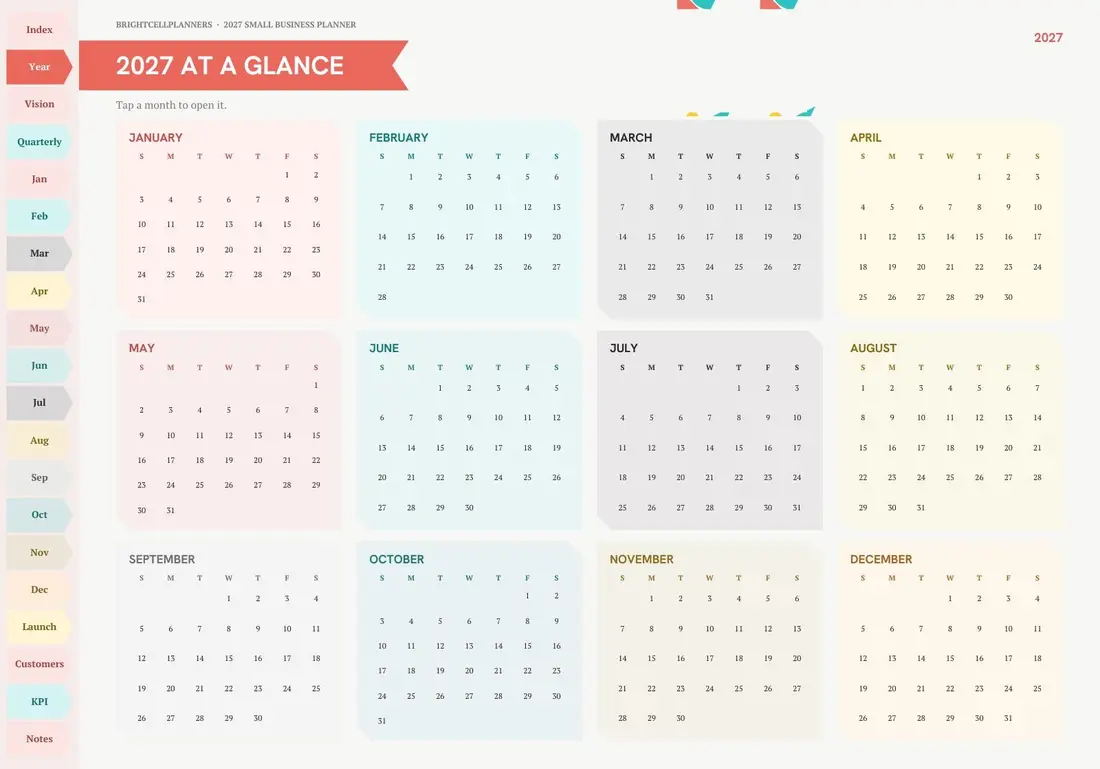 Index
Year
Vision
Quarterly
Jan
Feb
Mar
Apr
May
Jun
Jul
Aug
Sep
Oct
Nov
Dec
Launch
Customers
KPI
Notes
BRIGHTCELLPLANNERS · 2027 SMALL BUSINESS PLANNER
2027
2027 AT A GLANCE
Tap a month to open it.
JANUARY
S M T W T F S
1 2
3 4 5 6 7 8 9
10 11 12 13 14 15 16
17 18 19 20 21 22 23
24 25 26 27 28 29 30
31
FEBRUARY
S M T W T F S
1 2 3 4 5 6
7 8 9 10 11 12 13
14 15 16 17 18 19 20
21 22 23 24 25 26 27
28
MARCH
S M T W T F S
1 2 3 4 5 6
7 8 9 10 11 12 13
14 15 16 17 18 19 20
21 22 23 24 25 26 27
28 29 30 31
APRIL
S M T W T F S
1 2 3
4 5 6 7 8 9 10
11 12 13 14 15 16 17
18 19 20 21 22 23 24
25 26 27 28 29 30
MAY
S M T W T F S
1
2 3 4 5 6 7 8
9 10 11 12 13 14 15
16 17 18 19 20 21 22
23 24 25 26 27 28 29
30 31
JUNE
S M T W T F S
1 2 3 4 5
6 7 8 9 10 11 12
13 14 15 16 17 18 19
20 21 22 23 24 25 26
27 28 29 30
JULY
S M T W T F S
1 2 3
4 5 6 7 8 9 10
11 12 13 14 15 16 17
18 19 20 21 22 23 24
25 26 27 28 29 30 31
AUGUST
S M T W T F S
1 2 3 4 5 6 7
8 9 10 11 12 13 14
15 16 17 18 19 20 21
22 23 24 25 26 27 28
29 30 31
SEPTEMBER
S M T W T F S
1 2 3 4
5 6 7 8 9 10 11
12 13 14 15 16 17 18
19 20 21 22 23 24 25
26 27 28 29 30
OCTOBER
S M T W T F S
1 2
3 4 5 6 7 8 9
10 11 12 13 14 15 16
17 18 19 20 21 22 23
24 25 26 27 28 29 30
31
NOVEMBER
S M T W T F S
1 2 3 4 5 6
7 8 9 10 11 12 13
14 15 16 17 18 19 20
21 22 23 24 25 26 27
28 29 30
DECEMBER
S M T W T F S
1 2 3 4
5 6 7 8 9 10 11
12 13 14 15 16 17 18
19 20 21 22 23 24 25
26 27 28 29 30 31